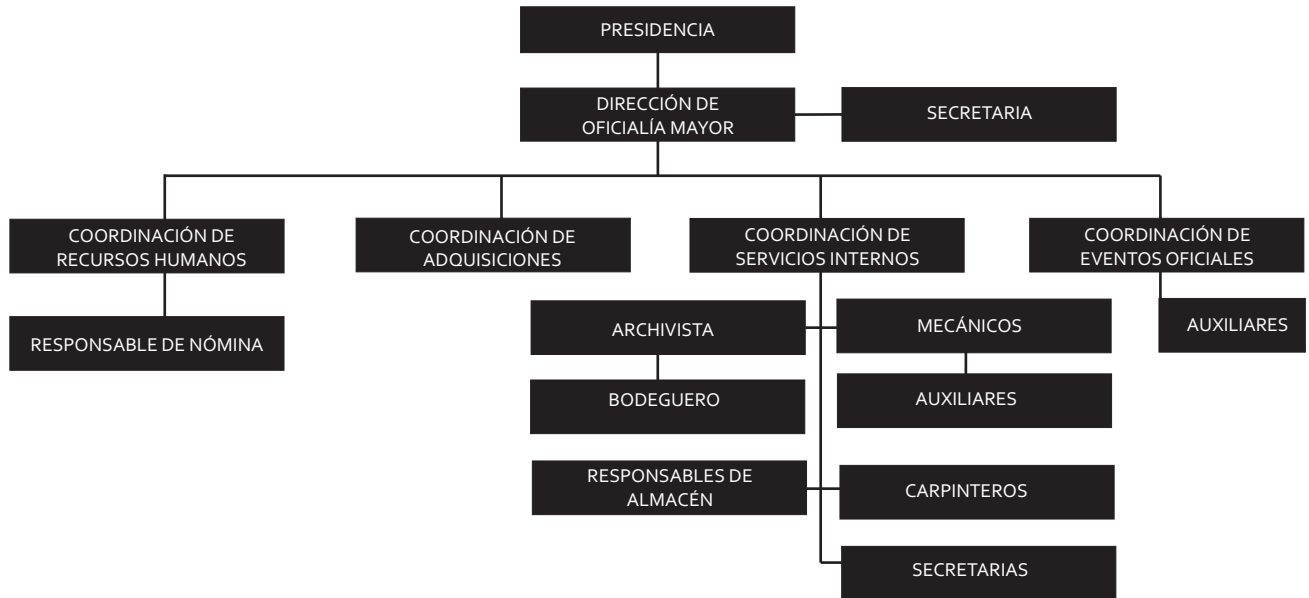 PRESIDENCIA
DIRECCIÓN DE
OFICIALÍA MAYOR
SECRETARIA
COORDINACIÓN DE
RECURSOS HUMANOS
COORDINACIÓN DE
ADQUISICIONES
COORDINACIÓN DE
SERVICIOS INTERNOS
COORDINACIÓN DE
EVENTOS OFICIALES
RESPONSABLE DE NÓMINA
ARCHIVISTA
MECÁNICOS
AUXILIARES
BODEGUERO
AUXILIARES
RESPONSABLES DE
ALMACÉN
CARPINTEROS
SECRETARIAS